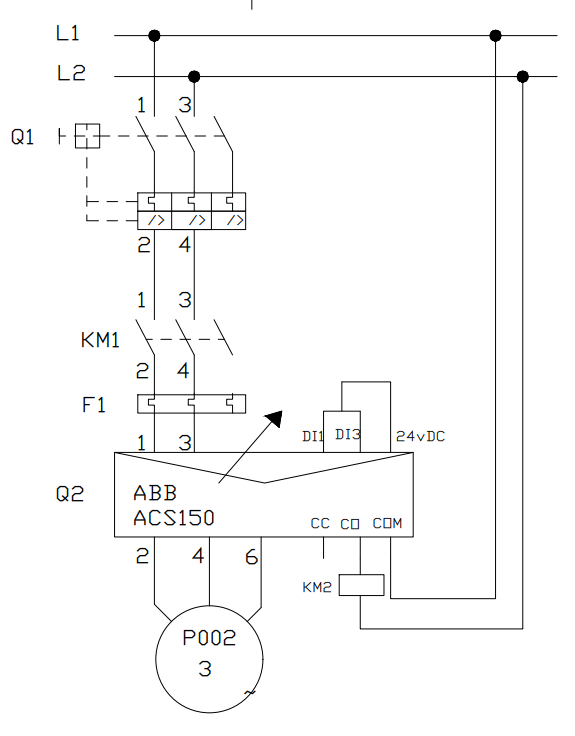 L1
L2
1 3
Q1
2 4
1 3
KM1
2 4
F1
DI1 DI3 24vDC
1 3
Q2
ABB
ACS150
CC CO COM
2 4 6
KM2
P002
3
~